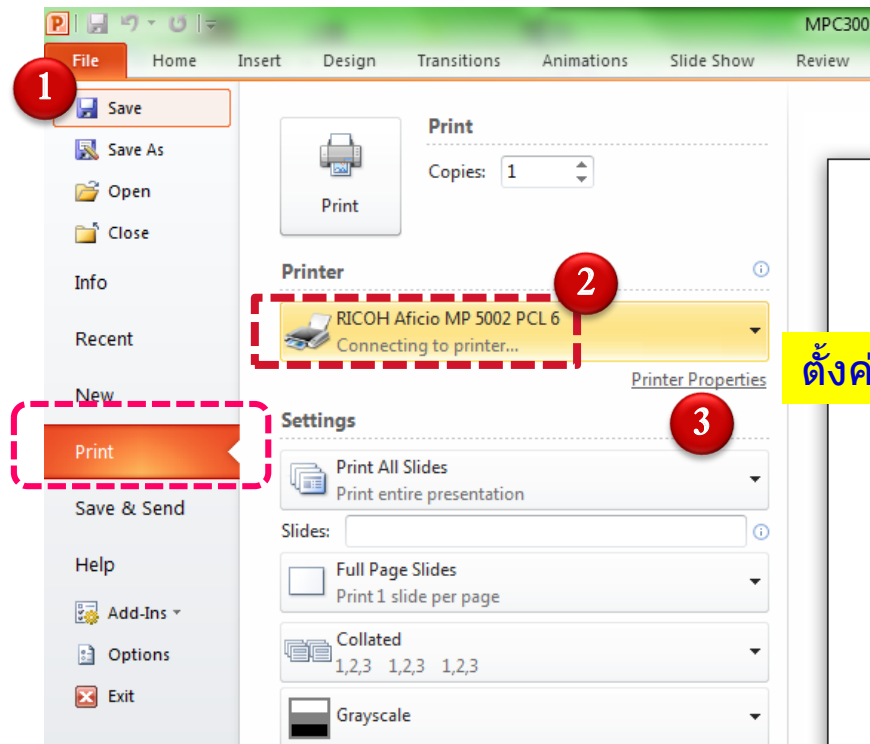 MPC300
File Home Insert Design Transitions Animations Slide Show Review
1
Save
Save As
Open
Close
Info
Recent
New
Print
Save & Send
Help
Add-Ins
Options
Exit
Print
Print
Copies: 1
Printer
2
RICOH Aficio MP 5002 PCL 6
Connecting to printer...
Printer Properties
3
ตั้งค่
Settings
Print All Slides
Print entire presentation
Slides:
Full Page Slides
Print 1 slide per page
Collated
1,2,3 1,2,3 1,2,3
Grayscale